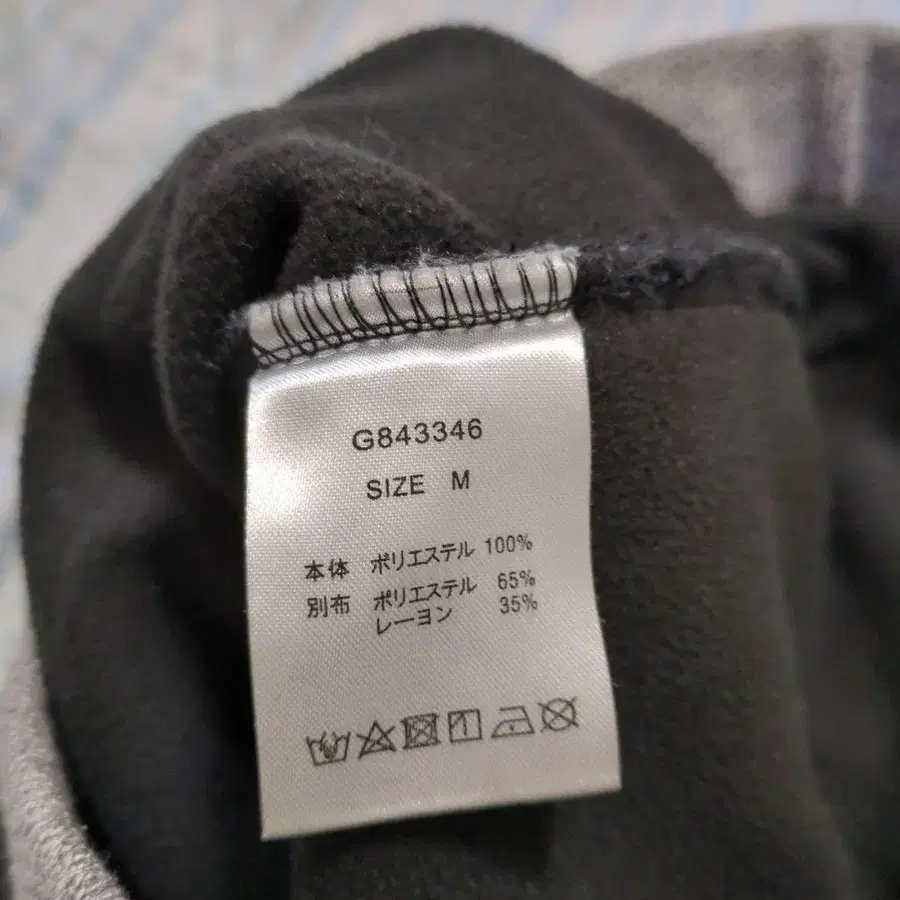 G843346
SIZE M
本体 ポリエステル 100%
別布 ポリエステル 65%
レーヨン 35%